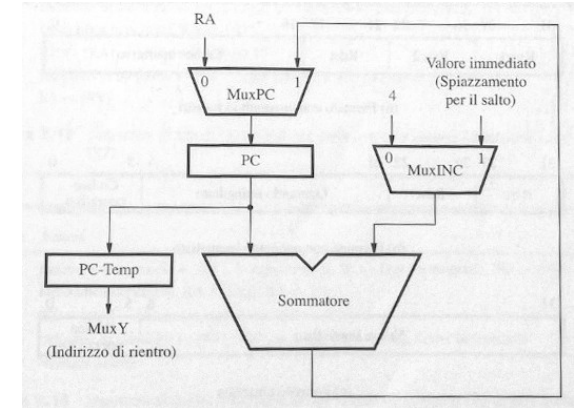 RA
0 1
MuxPC
Valore immediato
(Spiazzamento
per il salto)
4
PC
0 1
MuxINC
PC-Temp
Sommatore
MuxY
(Indirizzo di rientro)